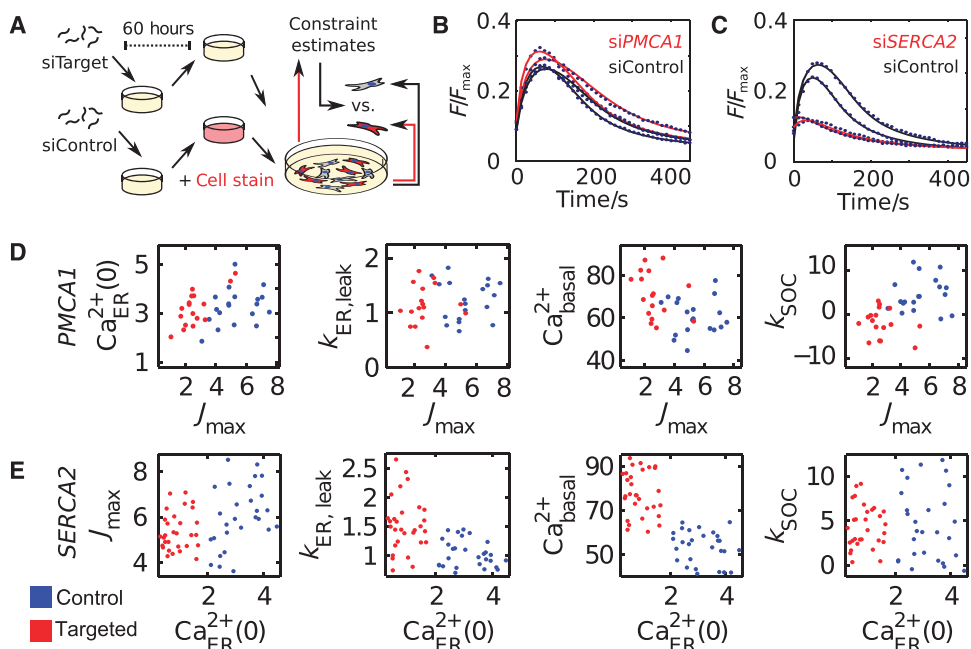 A
60 hours
siTarget
siControl
+ Cell stain
Constraint
estimates
vs.
B
0.4
0.2
0
F/Fmax
siPMCA1
siControl
0 200 400
Time/s
C
0.4
0.2
0
F/Fmax
siSERCA2
siControl
0 200 400
Time/s
D
PMCA1
Ca2+ER(0)
5
3
1
2 4 6 8
Jmax
kER,leak
2
1
0
2 4 6 8
Jmax
Ca2+basal
80
60
40
2 4 6 8
Jmax
kSOC
10
0
−10
2 4 6 8
Jmax
E
SERCA2
Jmax
8
6
4
2 4
Ca2+ER(0)
kER, leak
2.5
2
1.5
1
2 4
Ca2+ER(0)
Ca2+basal
90
70
50
2 4
Ca2+ER(0)
kSOC
10
5
0
2 4
Ca2+ER(0)
Control
Targeted